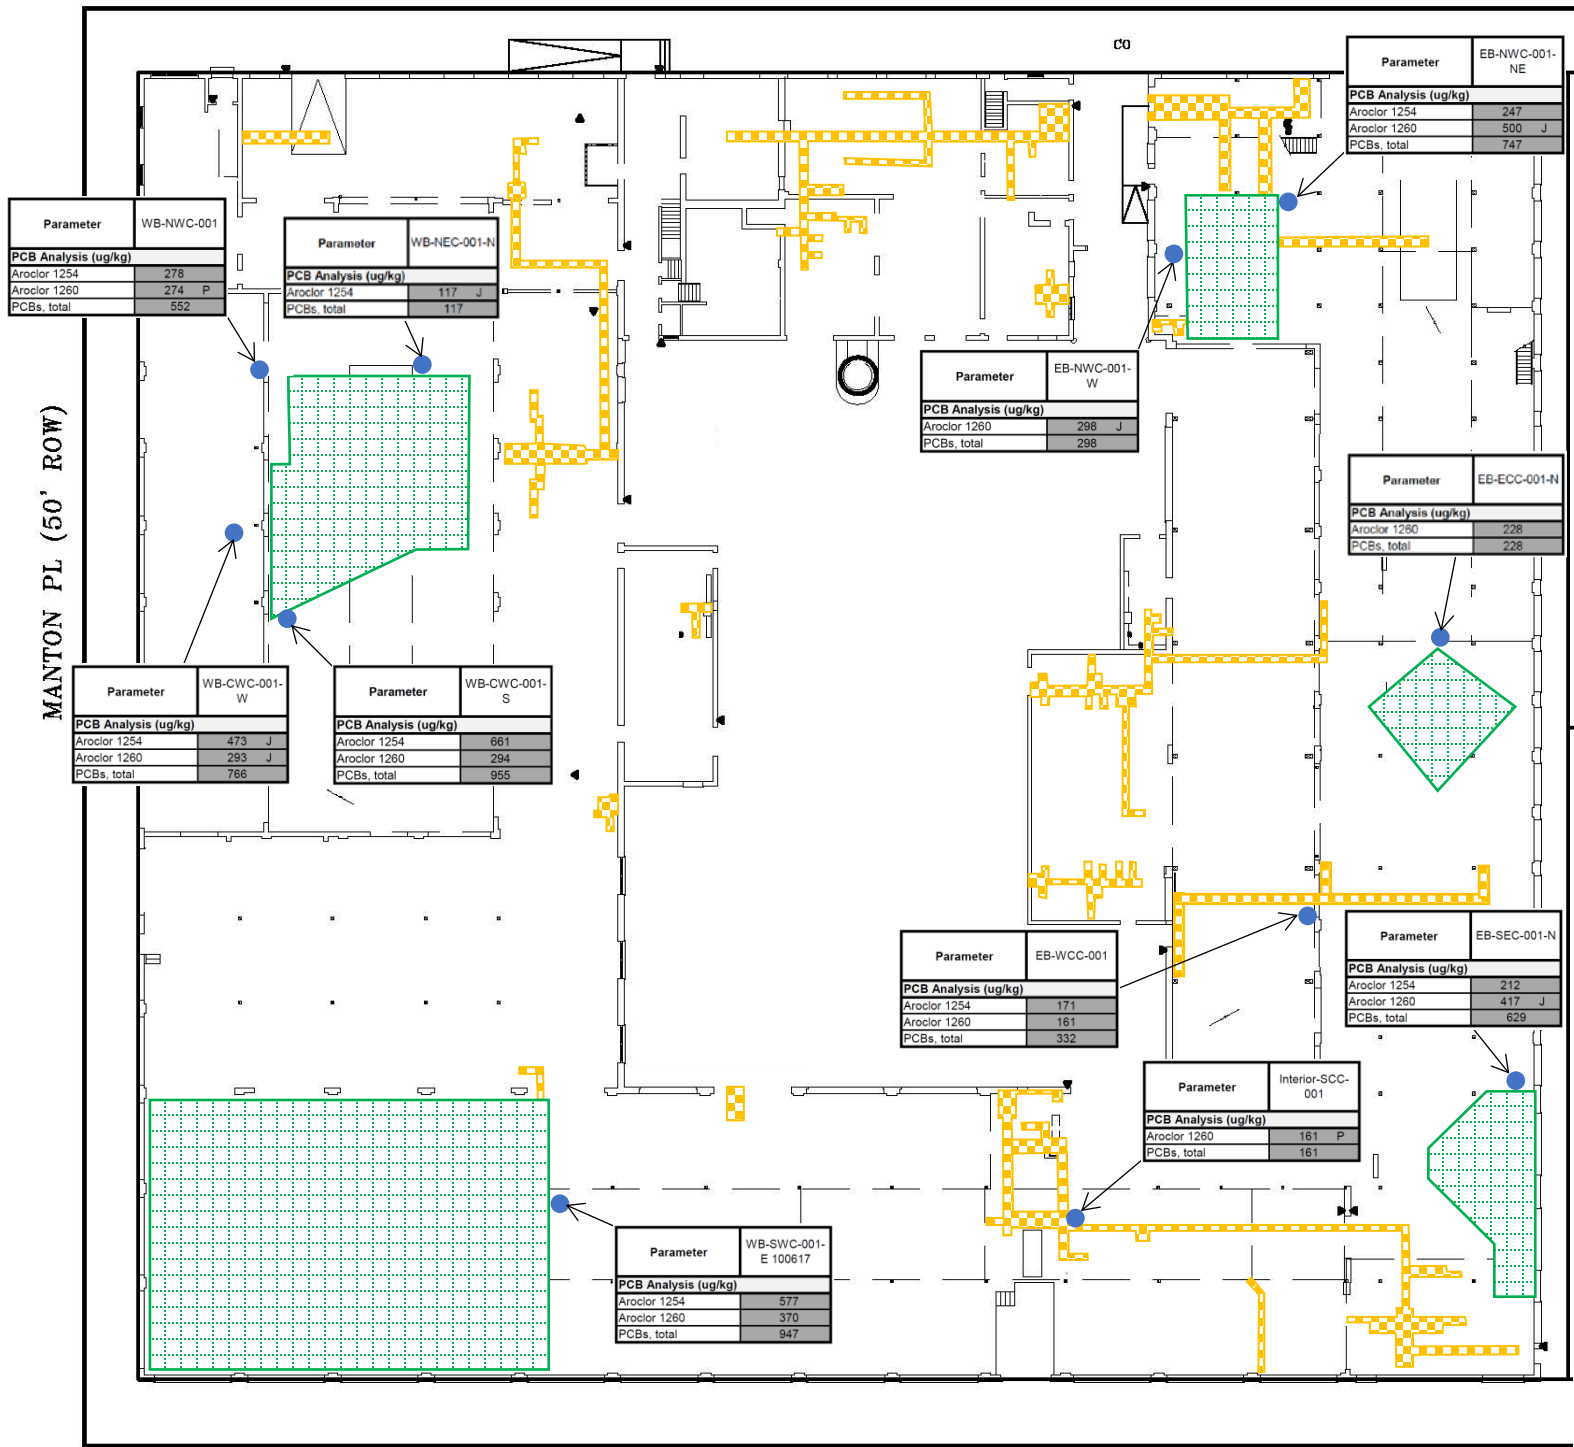 CO
Parameter EB-NWC-001-
NE
PCB Analysis (ug/kg)
Aroclor 1254 247
Aroclor 1260 500 J
PCBs, total 747
Parameter WB-NWC-001
PCB Analysis (ug/kg)
Aroclor 1254 278
Aroclor 1260 274 P
PCBs, total 552
Parameter WB-NEC-001-N
PCB Analysis (ug/kg)
Aroclor 1254 117 J
PCBs, total 117
Parameter EB-NWC-001-
W
PCB Analysis (ug/kg)
Aroclor 1260 298 J
PCBs, total 298
MANTON PL (50' ROW)
Parameter EB-ECC-001-N
PCB Analysis (ug/kg)
Aroclor 1260 228
PCBs, total 228
Parameter WB-CWC-001-
W
PCB Analysis (ug/kg)
Aroclor 1254 473 J
Aroclor 1260 293 J
PCBs, total 766
Parameter WB-CWC-001-
S
PCB Analysis (ug/kg)
Aroclor 1254 661
Aroclor 1260 294
PCBs, total 955
Parameter EB-WCC-001
PCB Analysis (ug/kg)
Aroclor 1254 171
Aroclor 1260 161
PCBs, total 332
Parameter EB-SEC-001-N
PCB Analysis (ug/kg)
Aroclor 1254 212
Aroclor 1260 417 J
PCBs, total 629
Parameter Interior-SCC-
001
PCB Analysis (ug/kg)
Aroclor 1260 161 P
PCBs, total 161
Parameter WB-SWC-001-
E 100617
PCB Analysis (ug/kg)
Aroclor 1254 577
Aroclor 1260 370
PCBs, total 947